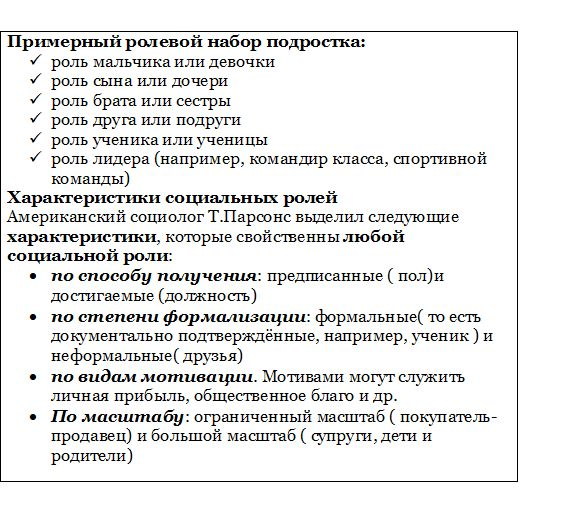 Примерный ролевой набор подростка:
✓ роль мальчика или девочки
✓ роль сына или дочери
✓ роль брата или сестры
✓ роль друга или подруги
✓ роль ученика или ученицы
✓ роль лидера (например, командир класса, спортивной
команды)
Характеристики социальных ролей
Американский социолог Т.Парсонс выделил следующие
характеристики, которые свойственны любой
социальной роли:
• по способу получения: предписанные ( пол)и
достигаемые (должность)
• по степени формализации: формальные( то есть
документально подтверждённые, например, ученик ) и
неформальные( друзья)
• по видам мотивации. Мотивами могут служить
личная прибыль, общественное благо и др.
• По масштабу: ограниченный масштаб ( покупатель-
продавец) и большой масштаб ( супруги, дети и
родители)